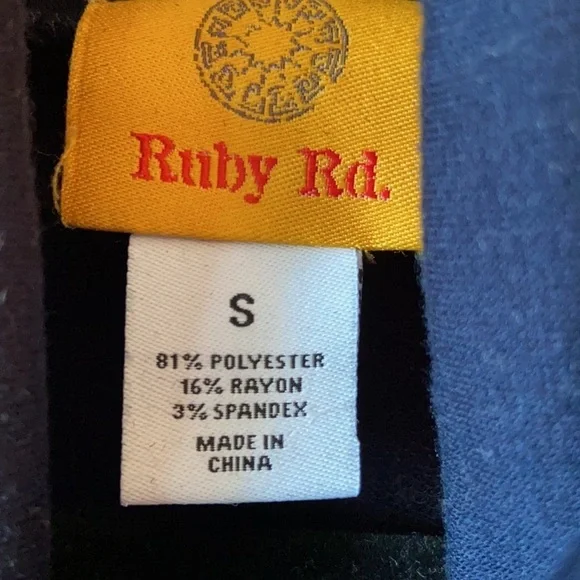 Ruby Rd.
S
81% POLYESTER
16% RAYON
3% SPANDEX
MADE IN
CHINA